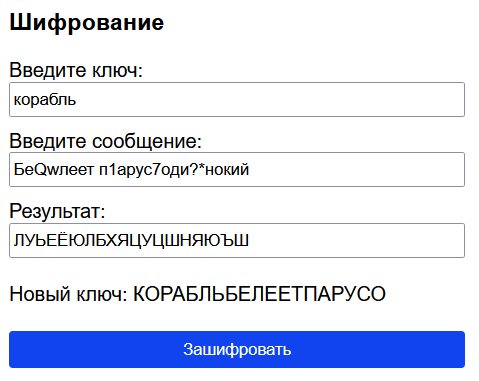 Шифрование
Введите ключ:
корабль
Введите сообщение:
БеQwлеет п1арус7оди?*нокий
Результат:
ЛУЬЕЁЮЛБХЯЦУЦШНЯЮЪШ
Новый ключ: КОРАБЛЬБЕЛЕЕТПАРУСО
Зашифровать